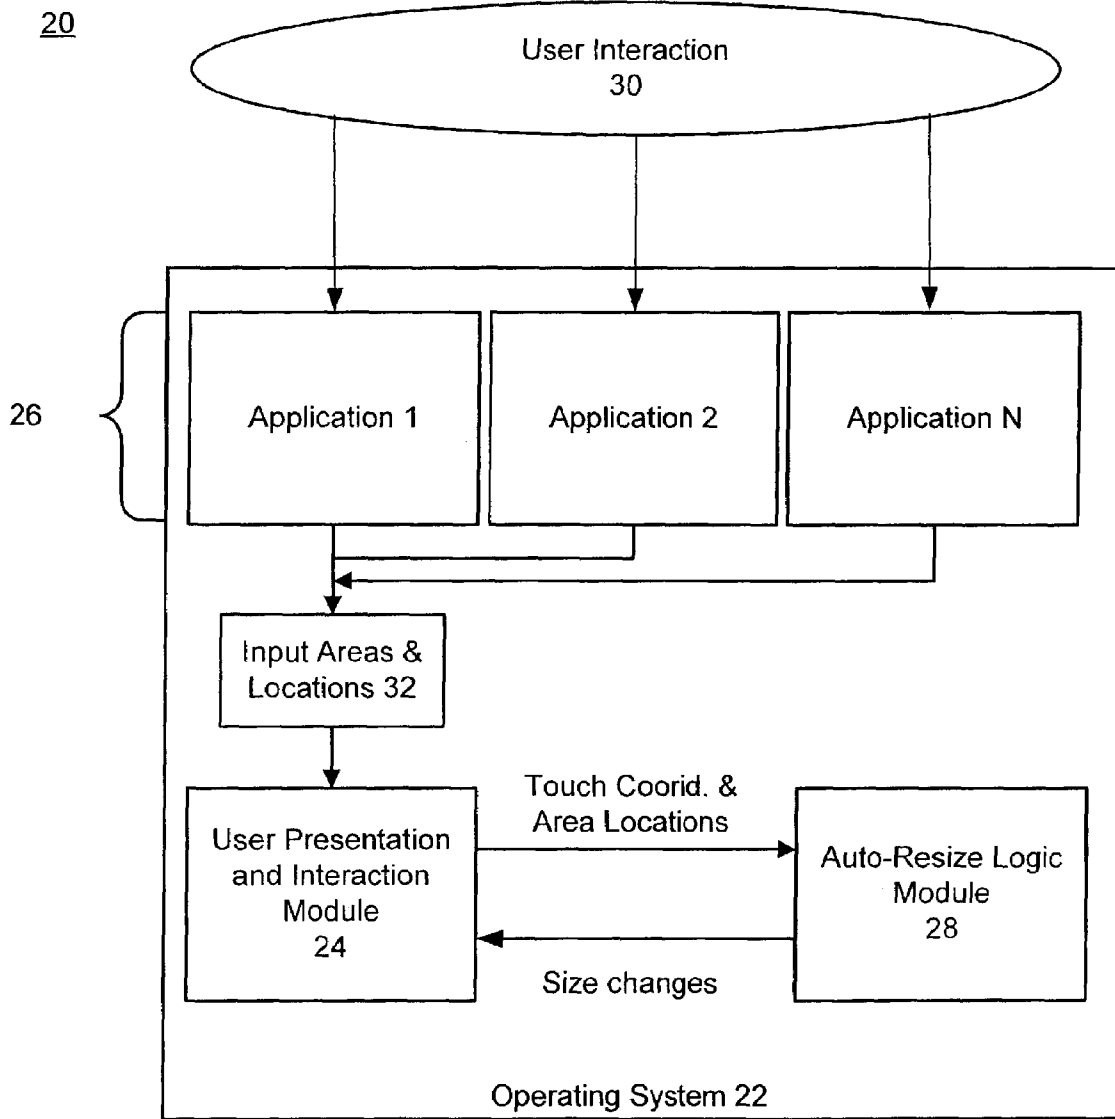 20
User Interaction
30
26
Application 1
Application 2
Application N
Input Areas &
Locations 32
Touch Coorid. &
Area Locations
User Presentation
and Interaction
Module
24
Auto-Resize Logic
Module
28
Size changes
Operating System 22